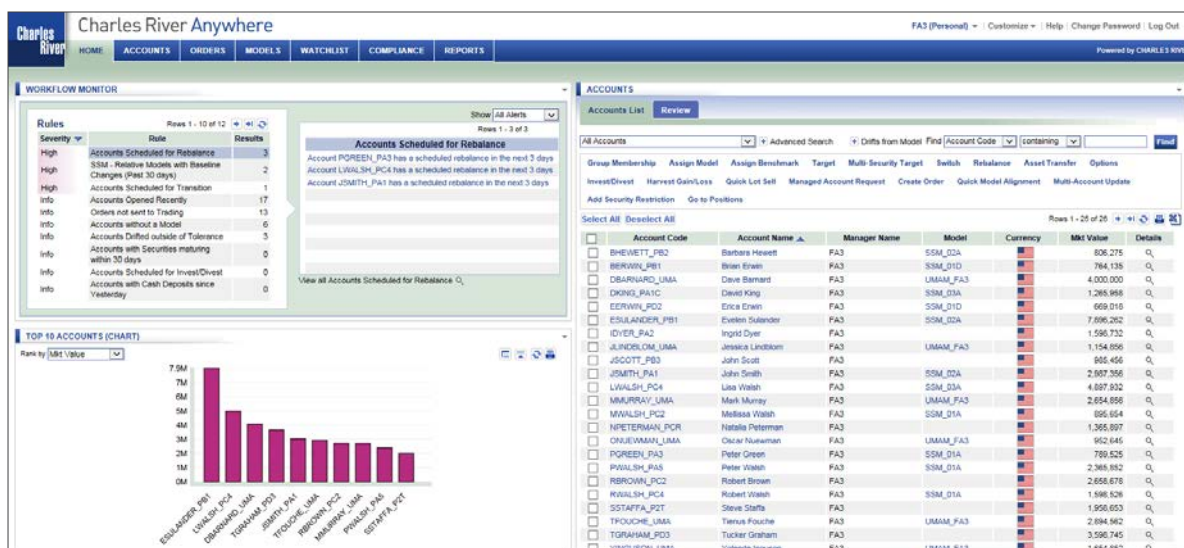 Charles River
Charles River Anywhere
FA3 (Personal) Customize Help Change Password Log Out
HOME ACCOUNTS ORDERS MODELS WATCHLIST COMPLIANCE REPORTS
Powered by CHARLES RIVE
WORKFLOW MONITOR
Rules Rows 1 - 10 of 12
Severity Rule Results
High Accounts Scheduled for Rebalance 3
High SSM - Relative Models with Baseline Changes (Past 30 days) 2
High Accounts Scheduled for Transition 1
Info Accounts Opened Recently 17
Info Orders not sent to Trading 13
Info Accounts without a Model 6
Info Accounts Drifted outside of Tolerance 3
Info Accounts with Securities maturing within 30 days 0
Info Accounts Scheduled for Invest/Divest 0
Info Accounts with Cash Deposits since Yesterday 0
Show All Alerts
Rows 1 - 3 of 3
Accounts Scheduled for Rebalance
Account PGREEN_PA3 has a scheduled rebalance in the next 3 days
Account LWALSH_PC4 has a scheduled rebalance in the next 3 days
Account JSMITH_PA1 has a scheduled rebalance in the next 3 days
View all Accounts Scheduled for Rebalance
TOP 10 ACCOUNTS (CHART)
Rank by Mkt Value
7.9M
7M
6M
5M
4M
3M
2M
1M
0M
ESULANDER_PB1
LWALSH_PC4
DBARNARD_UMA
TGRAHAM_PD3
JSMITH_PA1
TFOUCHE_UMA
RBROWN_PC2
MMURRAY_UMA
PWALSH_PA5
SSTAFFA_P2T
ACCOUNTS
Accounts List Review
All Accounts Advanced Search Drifts from Model Find Account Code containing Find
Group Membership Assign Model Assign Benchmark Target Multi-Security Target Switch Rebalance Asset Transfer Options
Invest/Divest Harvest Gain/Loss Quick Lot Sell Managed Account Request Create Order Quick Model Alignment Multi-Account Update
Add Security Restriction Go to Positions
Select All Deselect All Rows 1 - 26 of 26
Account Code Account Name Manager Name Model Currency Mkt Value Details
BHEWETT_PB2 Barbara Hewett FA3 SSM_02A 806,275
BERWIN_PB1 Brian Erwin FA3 SSM_01D 764,135
DBARNARD_UMA Dave Barnard FA3 UMAM_FA3 4,000,000
DKING_PA1C David King FA3 SSM_03A 1,265,968
EERWIN_PD2 Erica Erwin FA3 SSM_01D 669,018
ESULANDER_PB1 Evelen Sulander FA3 SSM_02A 7,896,262
IDYER_PA2 Ingrid Dyer FA3 1,598,732
JLINDBLOM_UMA Jessica Lindblom FA3 UMAM_FA3 1,154,856
JSCOTT_PB3 John Scott FA3 985,456
JSMITH_PA1 John Smith FA3 SSM_02A 2,987,356
LWALSH_PC4 Lisa Walsh FA3 SSM_03A 4,897,932
MMURRAY_UMA Mark Murray FA3 UMAM_FA3 2,654,856
MWALSH_PC2 Mellissa Walsh FA3 SSM_01A 895,654
NPETERMAN_PCR Natalia Peterman FA3 1,365,897
ONUEWMAN_UMA Oscar Nuewman FA3 UMAM_FA3 952,645
PGREEN_PA3 Peter Green FA3 SSM_01A 789,525
PWALSH_PA5 Peter Walsh FA3 SSM_01A 2,365,852
RBROWN_PC2 Robert Brown FA3 2,658,678
RWALSH_PC4 Robert Walsh FA3 SSM_01A 1,598,526
SSTAFFA_P2T Steve Staffa FA3 1,958,653
TFOUCHE_UMA Tienus Fouche FA3 UMAM_FA3 2,894,562
TGRAHAM_PD3 Tucker Graham FA3 3,598,745